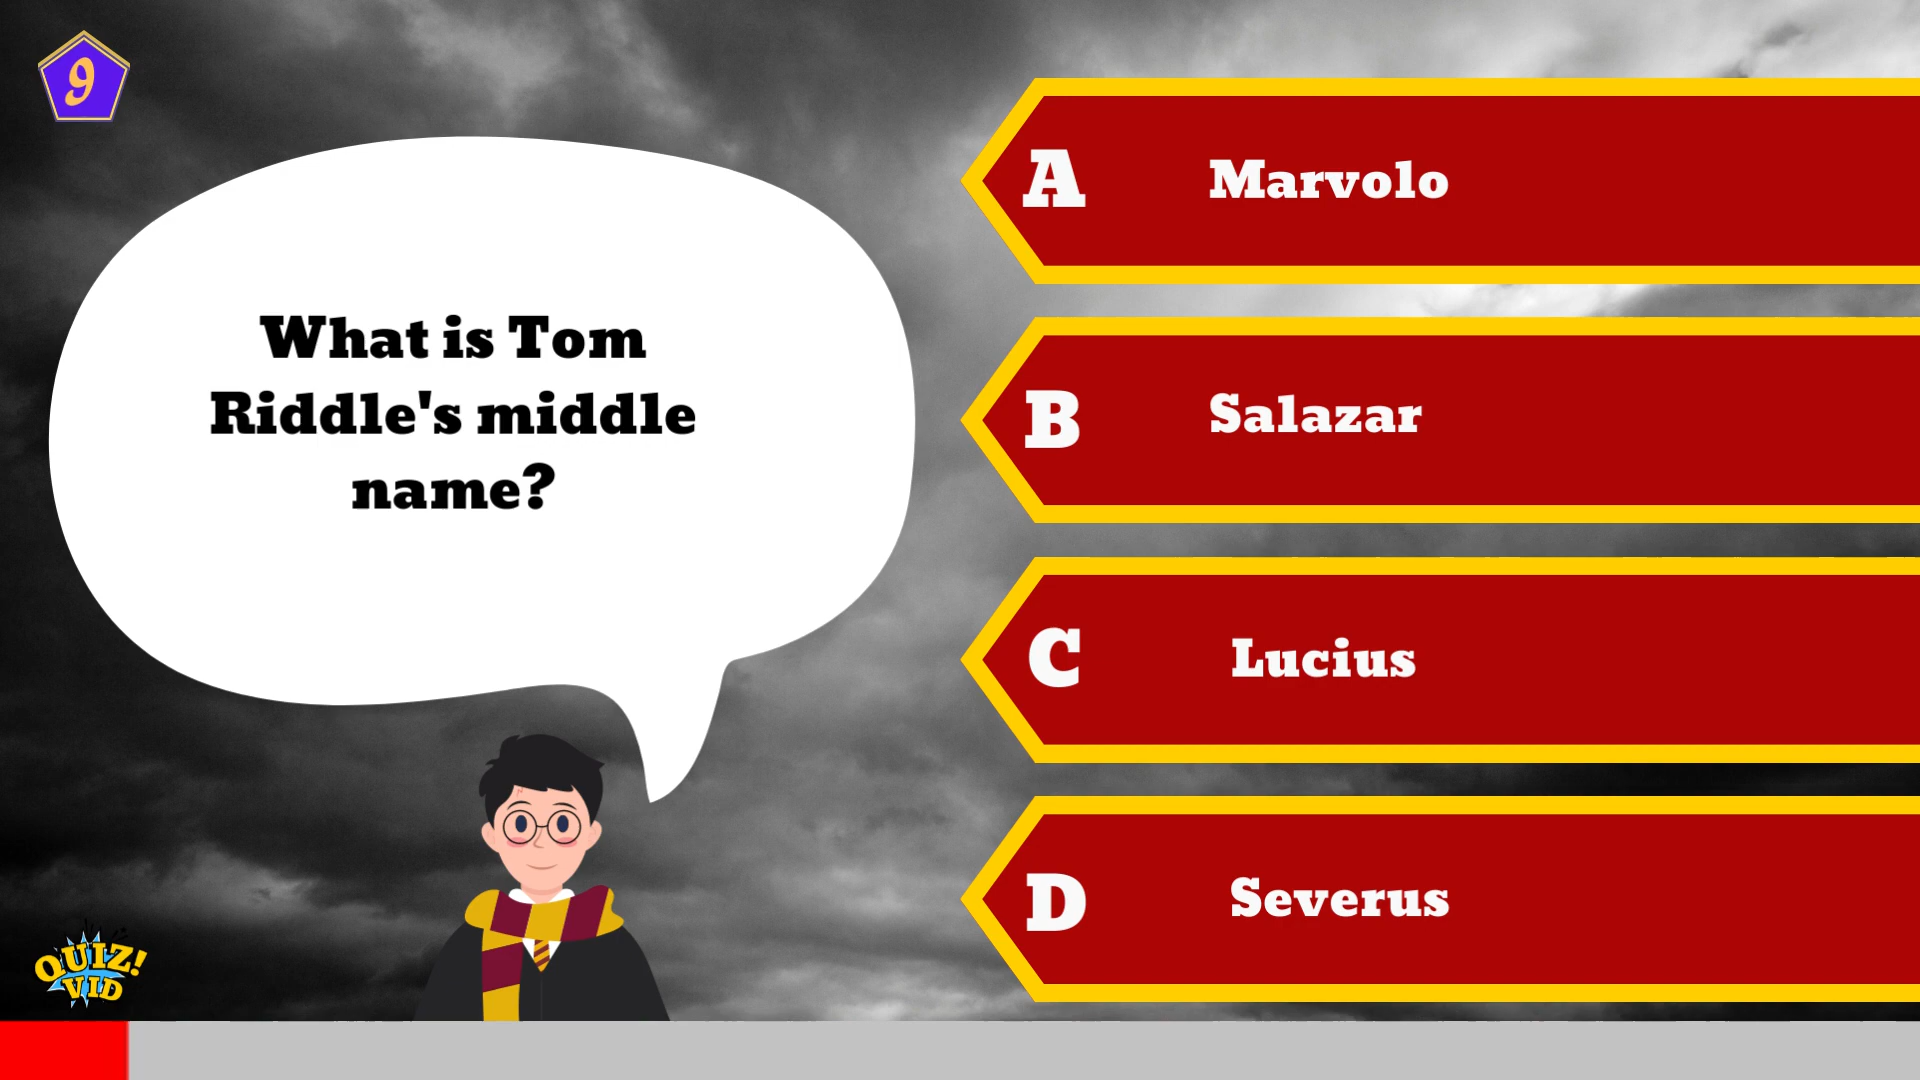 9
What is Tom
Riddle's middle
name?
A Marvolo
B Salazar
C Lucius
D Severus
QUIZ!
VID